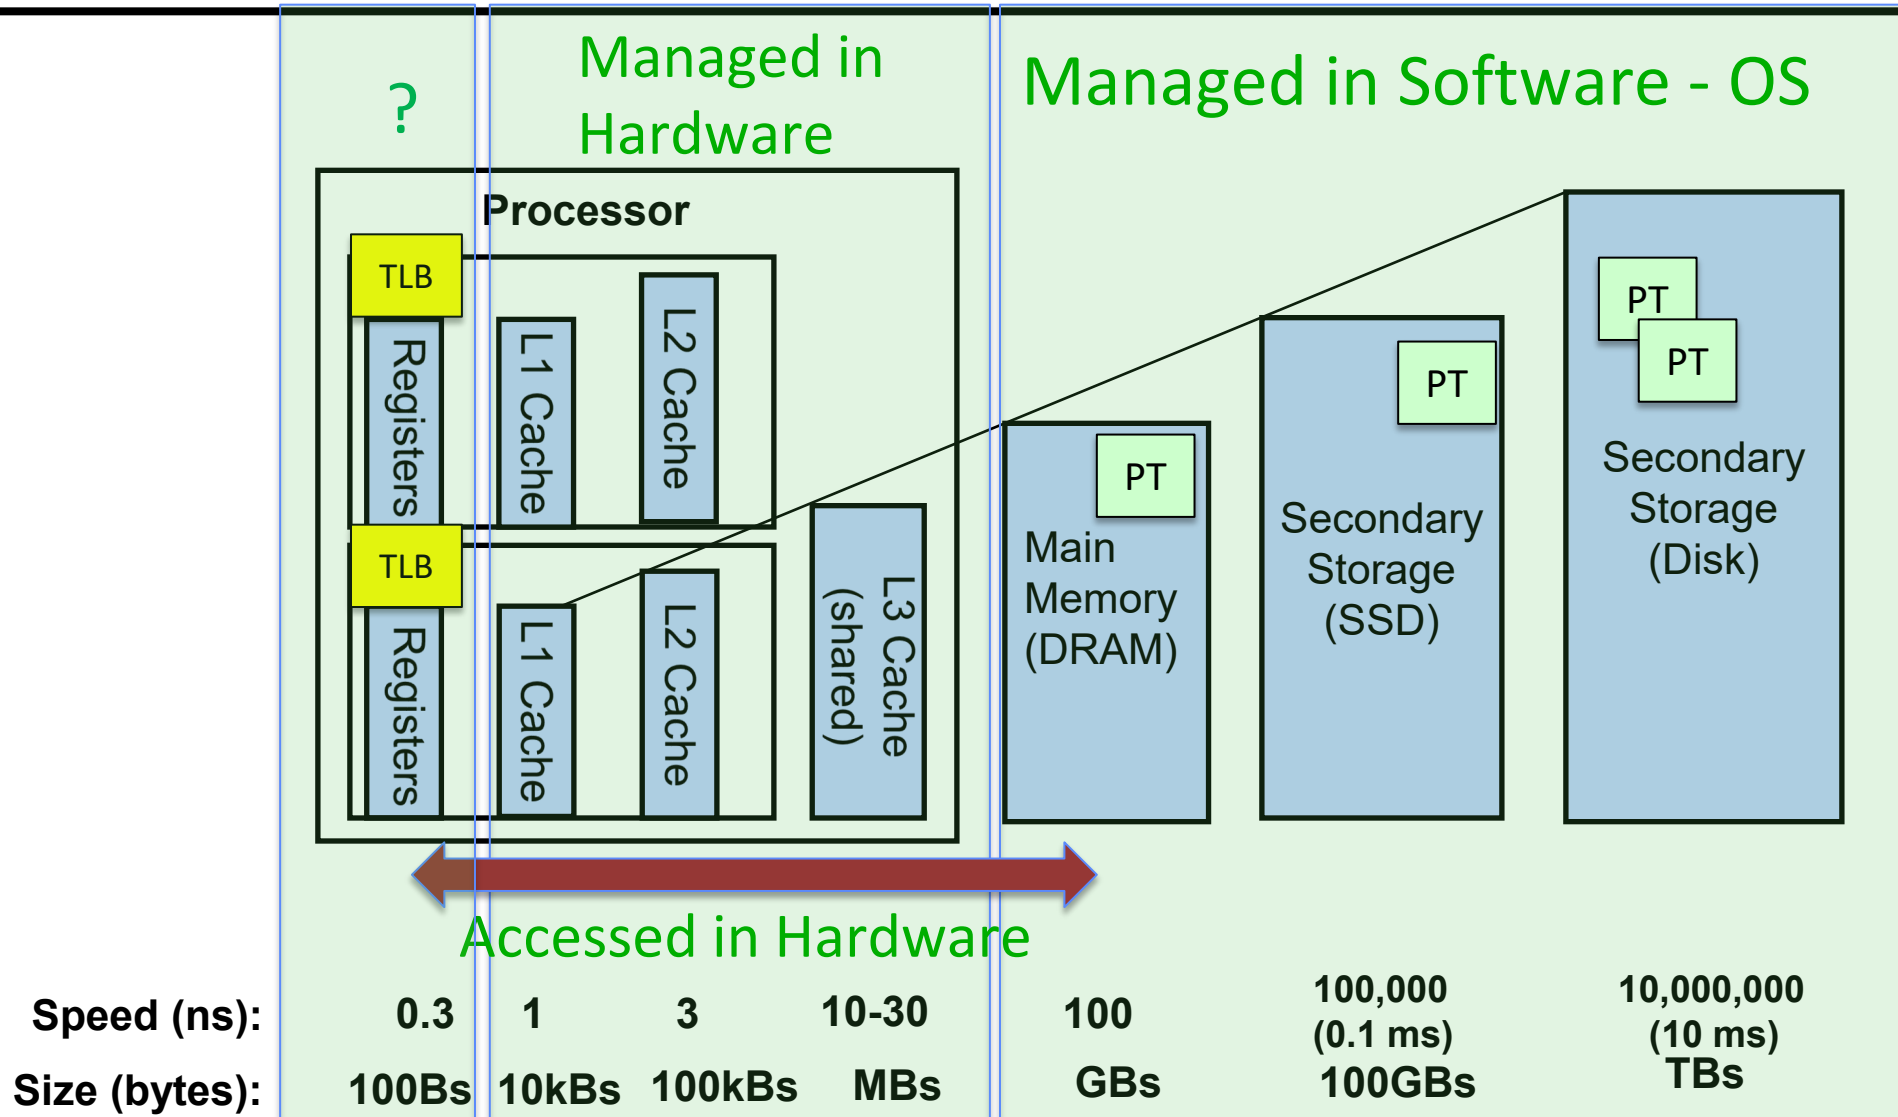 ?
Managed in
Hardware
Managed in Software - OS
Processor
TLB
Registers
L1 Cache
L2 Cache
TLB
Registers
L1 Cache
L2 Cache
L3 Cache
(shared)
PT
Main
Memory
(DRAM)
PT
Secondary
Storage
(SSD)
PT
PT
Secondary
Storage
(Disk)
Accessed in Hardware
Speed (ns): 0.3 1 3 10-30 100 100,000 10,000,000
(0.1 ms) (10 ms)
Size (bytes): 100Bs 10kBs 100kBs MBs GBs 100GBs TBs